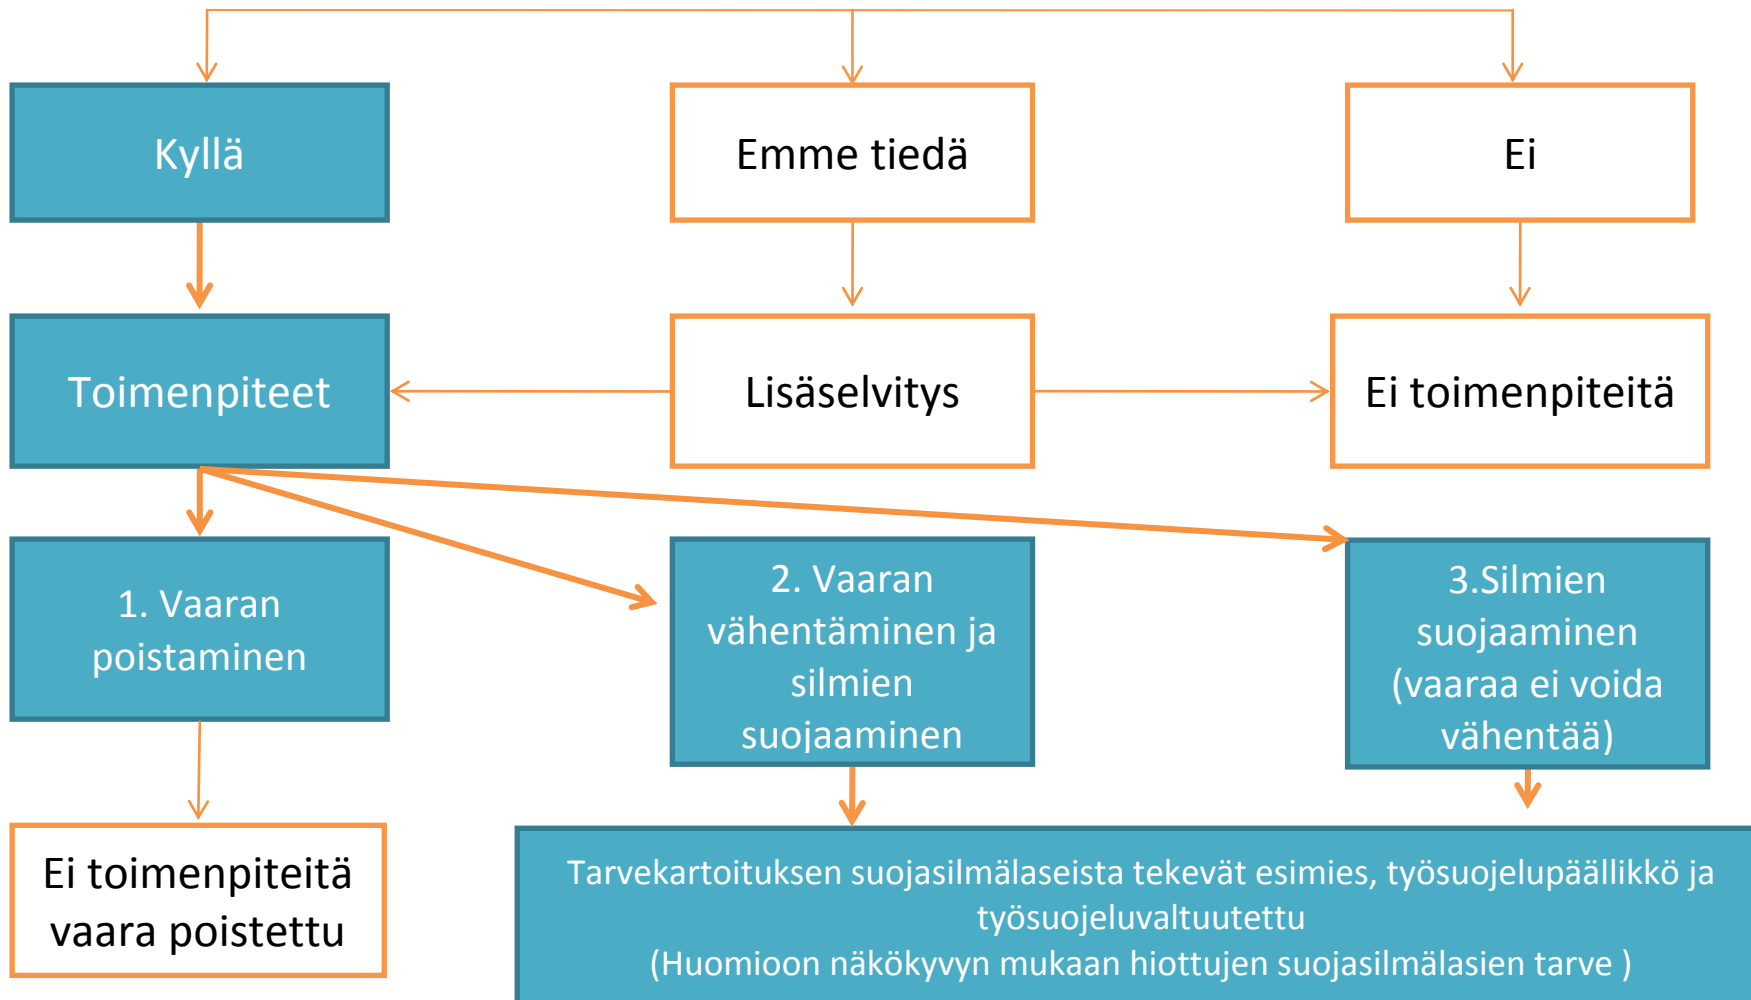 Kyllä
Emme tiedä
Ei
Toimenpiteet
Lisäselvitys
Ei toimenpiteitä
1. Vaaran
poistaminen
2. Vaaran
vähentäminen ja
silmien
suojaaminen
3.Silmien
suojaaminen
(vaaraa ei voida
vähentää)
Ei toimenpiteitä
vaara poistettu
Tarvekartoituksen suojasilmälaseista tekevät esimies, työsuojelupäällikkö ja
työsuojeluvaltuutettu
(Huomioon näkökyvyn mukaan hiottujen suojasilmälasien tarve )